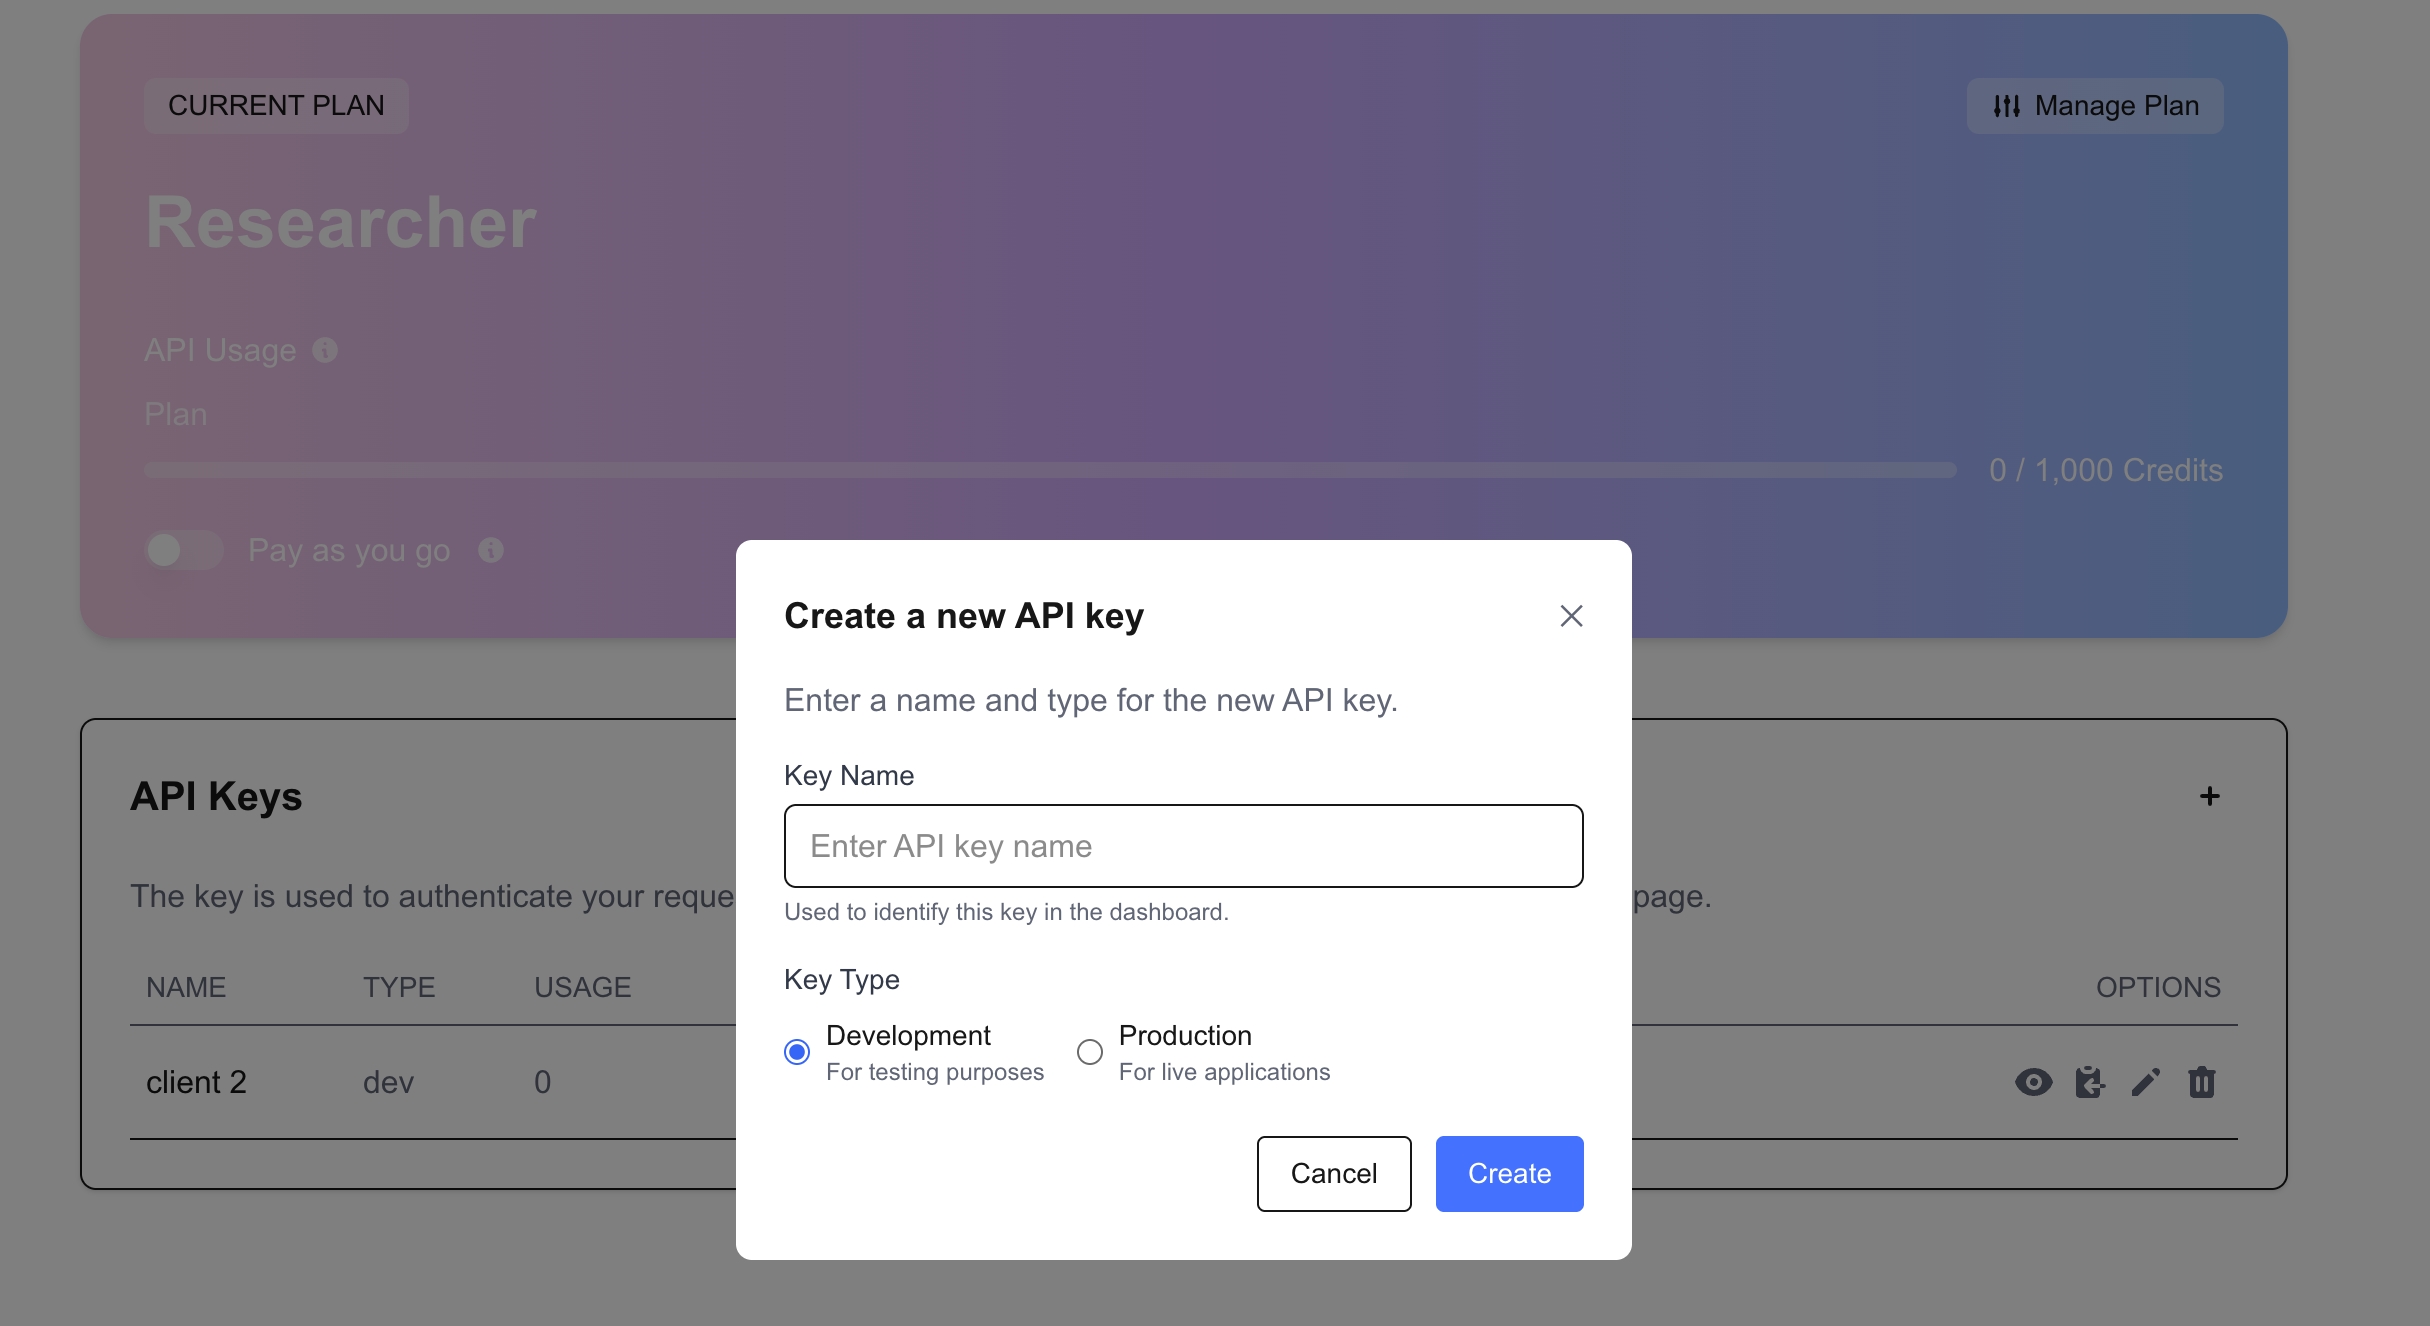 CURRENT PLAN
Manage Plan
Researcher
API Usage
Plan
0 / 1,000 Credits
Pay as you go
Create a new API key
Enter a name and type for the new API key.
Key Name
Enter API key name
Used to identify this key in the dashboard.
Key Type
Development
For testing purposes
Production
For live applications
Cancel
Create
API Keys
The key is used to authenticate your reque
page.
NAME TYPE USAGE OPTIONS
client 2 dev 0